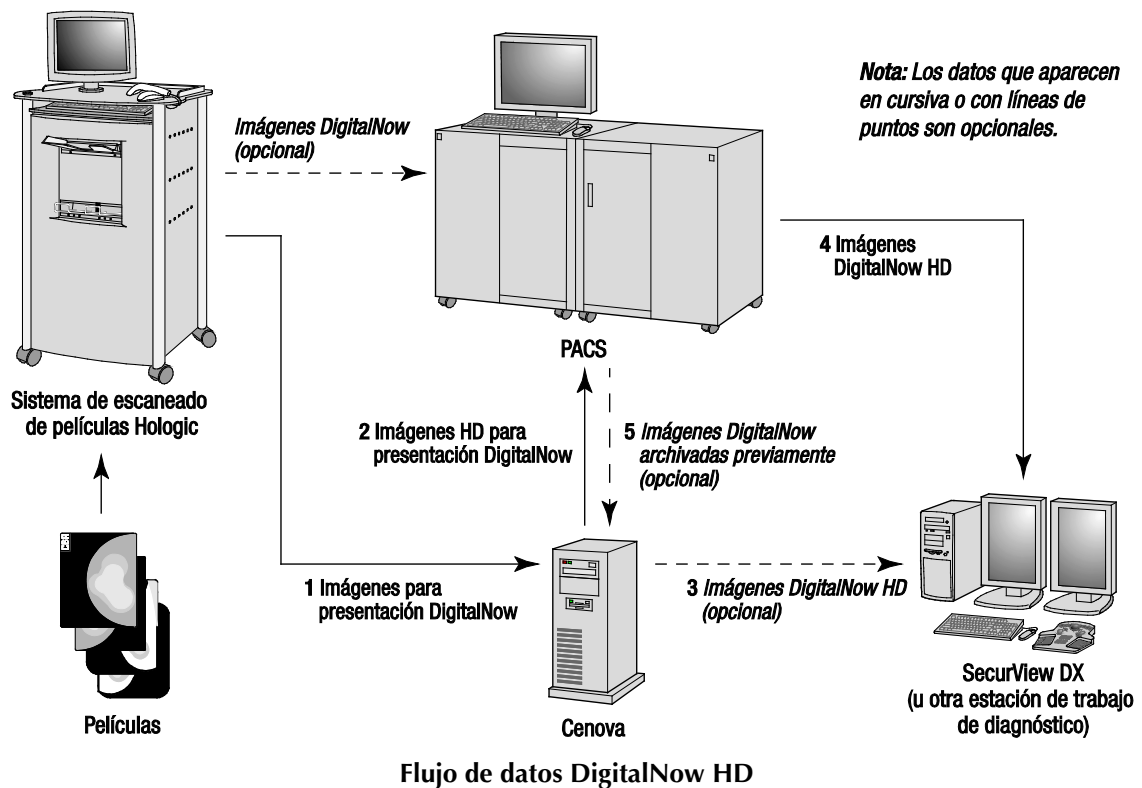 Nota: Los datos que aparecen
en cursiva o con líneas de
puntos son opcionales.
Imágenes DigitalNow
(opcional)
4 Imágenes
DigitalNow HD
PACS
Sistema de escaneado
de películas Hologic
2 Imágenes HD para
presentación DigitalNow
5 Imágenes DigitalNow
archivadas previamente
(opcional)
1 Imágenes para
presentación DigitalNow
3 Imágenes DigitalNow HD
(opcional)
Películas
Cenova
SecurView DX
(u otra estación de trabajo
de diagnóstico)
Flujo de datos DigitalNow HD